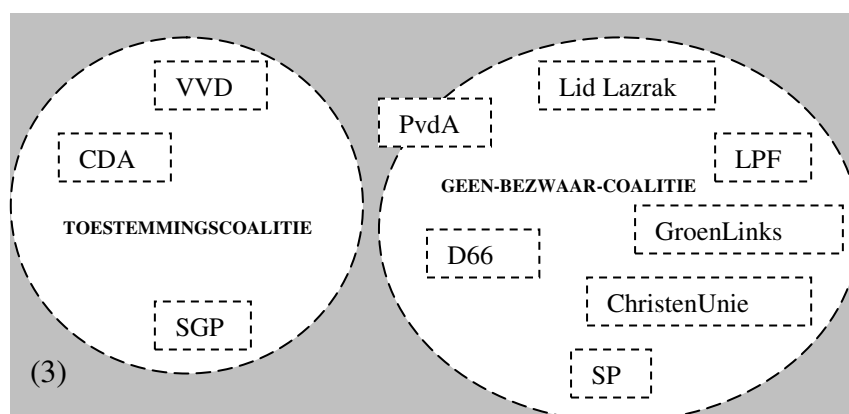 VVD
CDA
TOESTEMMINGSCOALITIE
SGP
(3)
Lid Lazrak
PvdA
LPF
GEEN-BEZWAAR-COALITIE
GroenLinks
D66
ChristenUnie
SP